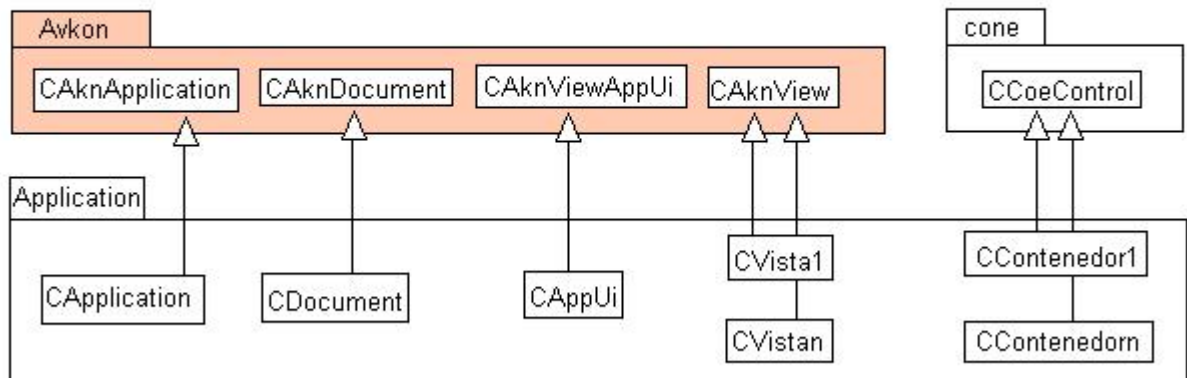 Avkon
cone
CAknApplication
CAknDocument
CAknViewAppUi
CAknView
CCoeControl
Application
CApplication
CDocument
CAppUi
CVista1
CContenedor1
CVistan
CContenedorn